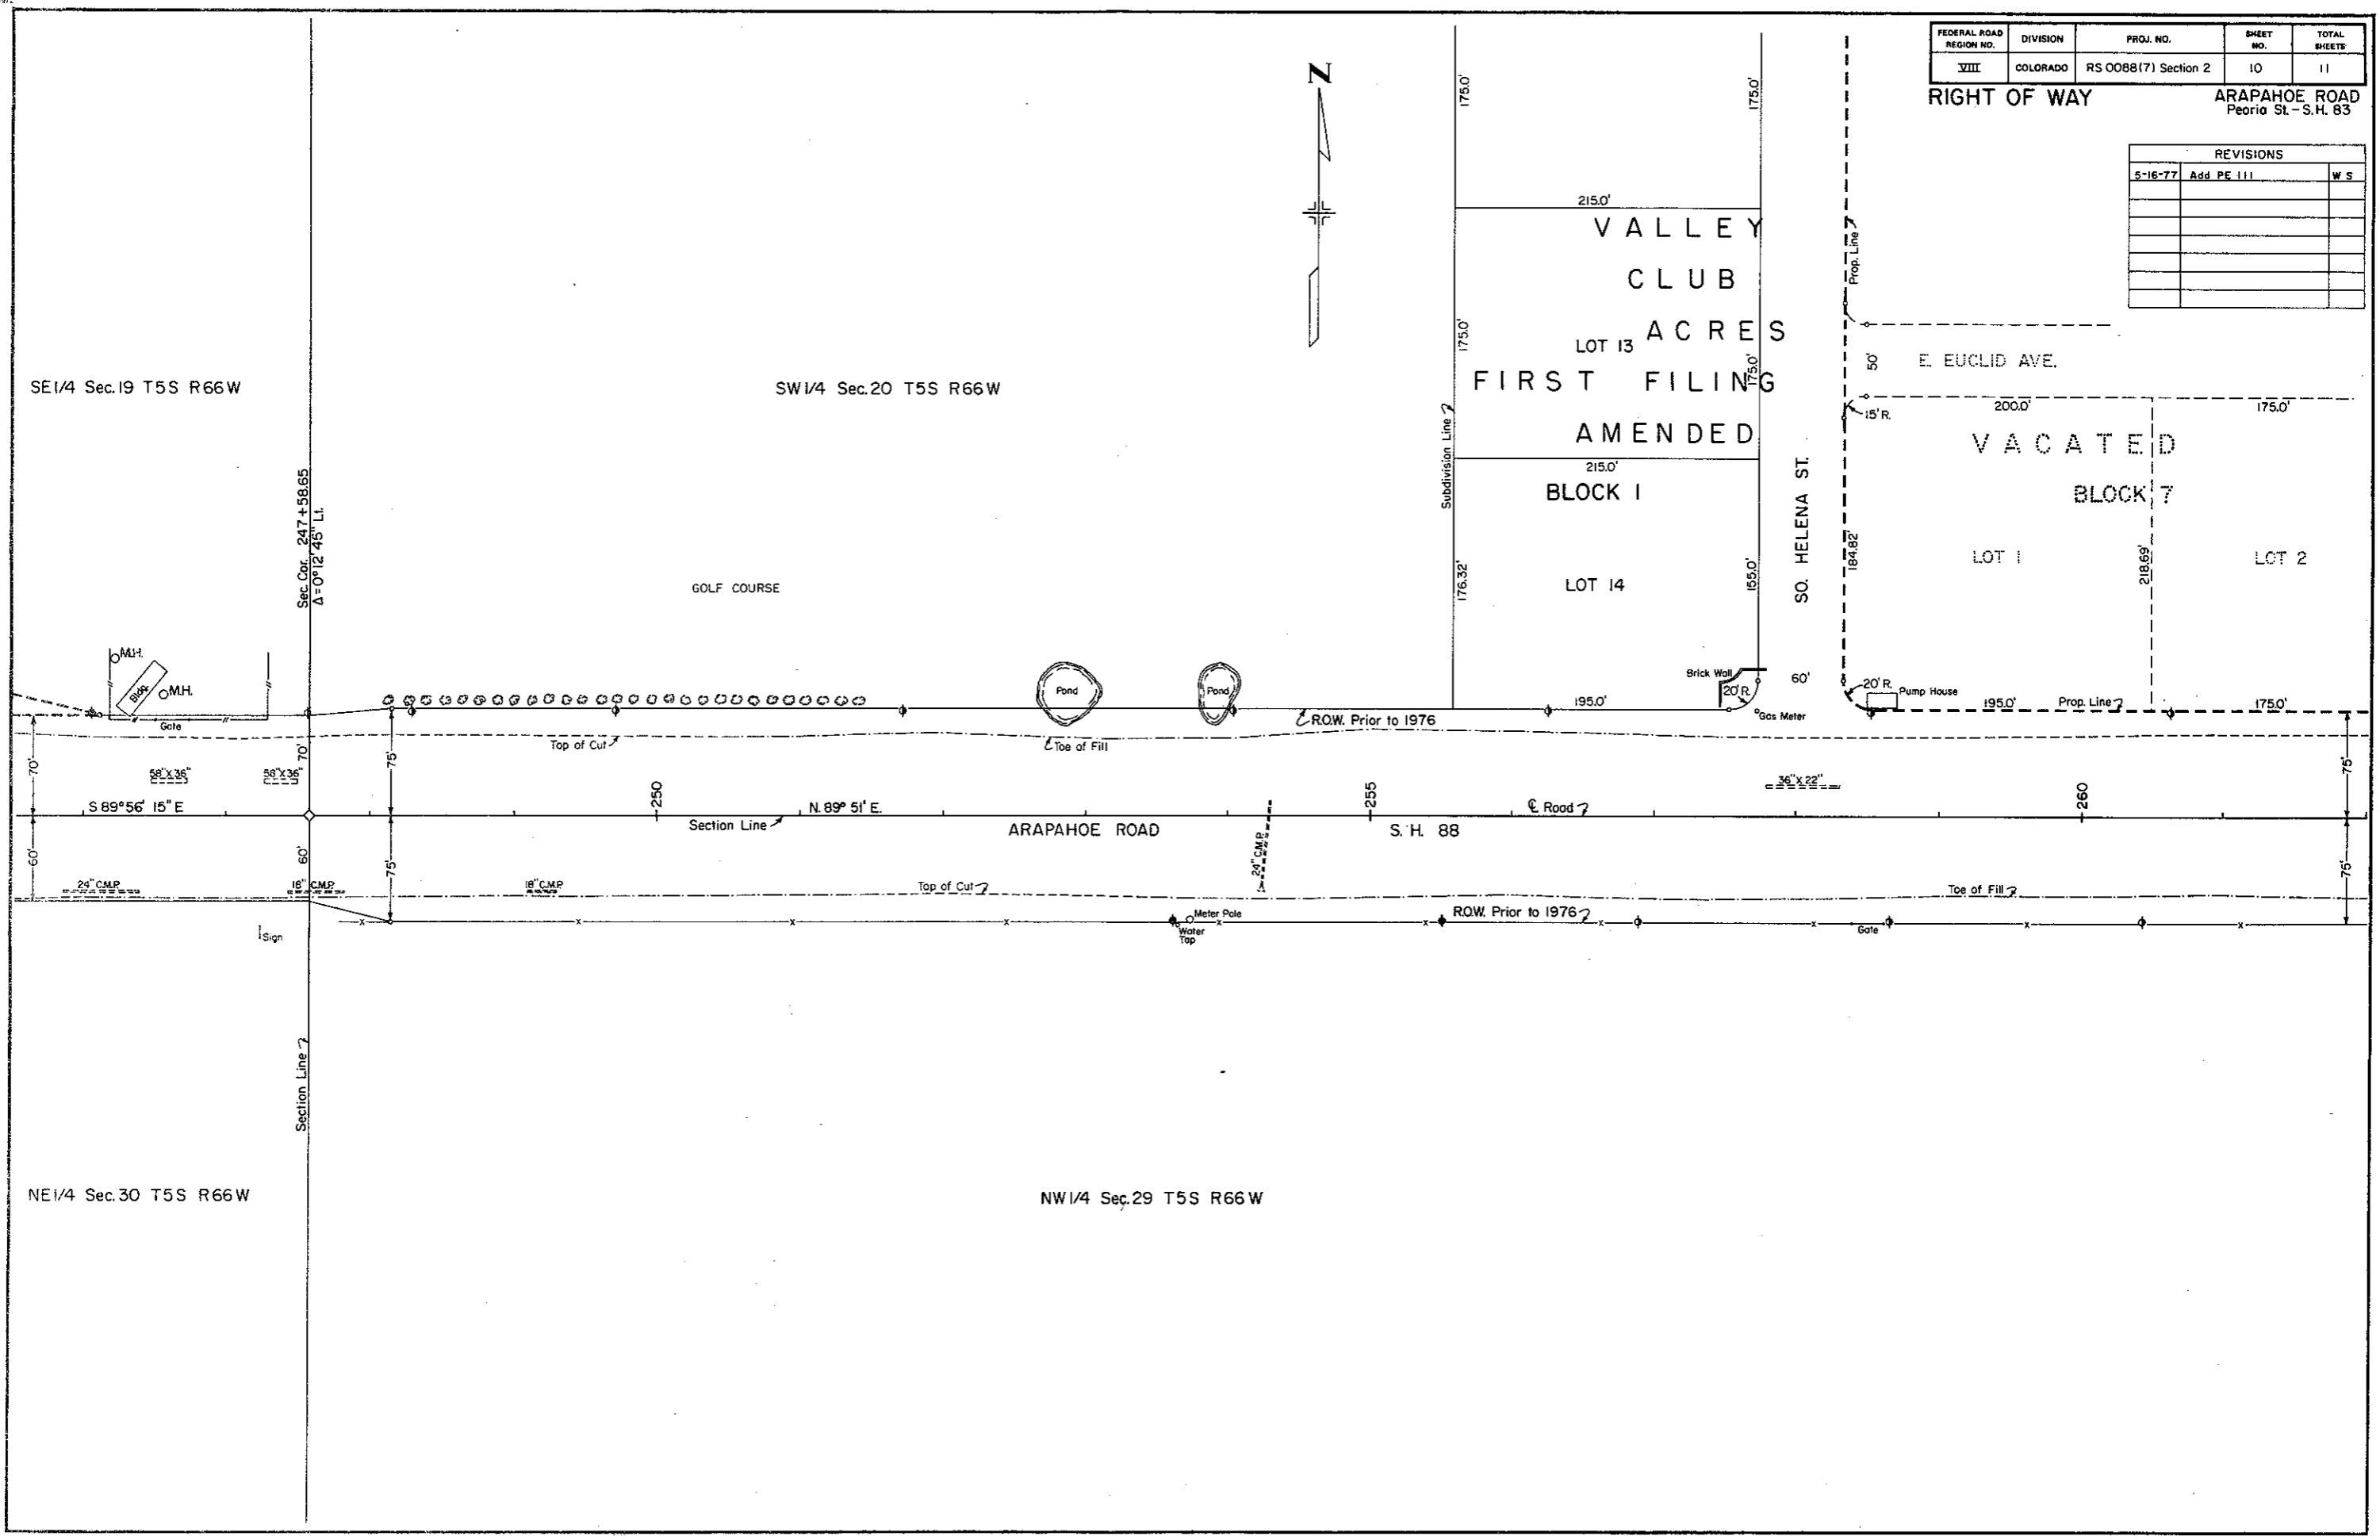 FEDERAL ROAD REGION NO. DIVISION PROJ. NO. SHEET NO. TOTAL SHEETS
VIII COLORADO RS 0088(7) Section 2 10 11
RIGHT OF WAY
ARAPAHOE ROAD
Peoria St. – S.H. 83
REVISIONS
5-16-77 Add PE 111 W S
N
175.0'
175.0'
215.0'
VALLEY
CLUB
ACRES
LOT 13
FIRST FILING
AMENDED
175.0'
175.0'
Subdivision Line
215.0'
BLOCK 1
LOT 14
176.32'
155.0'
SO. HELENA ST.
60'
Prop. Line
50'
E. EUCLID AVE.
15' R.
200.0'
175.0'
VACATED
BLOCK 7
LOT 1
LOT 2
184.82'
218.69'
SE1/4 Sec.19 T5S R66W
SW1/4 Sec.20 T5S R66W
Sec. Cor. 247+58.65
Δ=0°12'45" Lt.
GOLF COURSE
M.H.
Bldg.
M.H.
Gate
Pond
Pond
Brick Wall
20' R.
Gas Meter
20' R.
Pump House
195.0'
195.0'
Prop. Line
175.0'
R.O.W. Prior to 1976
Top of Cut
Toe of Fill
70'
70'
75'
75'
58"X36"
58"X36"
36"X22"
S 89°56' 15" E
250
N. 89° 51' E.
255
℄ Road
260
Section Line
ARAPAHOE ROAD
S. H. 88
60'
60'
75'
75'
24" C.M.P.
24" C.M.P.
18" C.M.P.
18" C.M.P.
Top of Cut
Toe of Fill
Sign
Meter Pole
Water Tap
R.O.W. Prior to 1976
Gate
Section Line
NE1/4 Sec.30 T5S R66W
NW1/4 Sec.29 T5S R66W